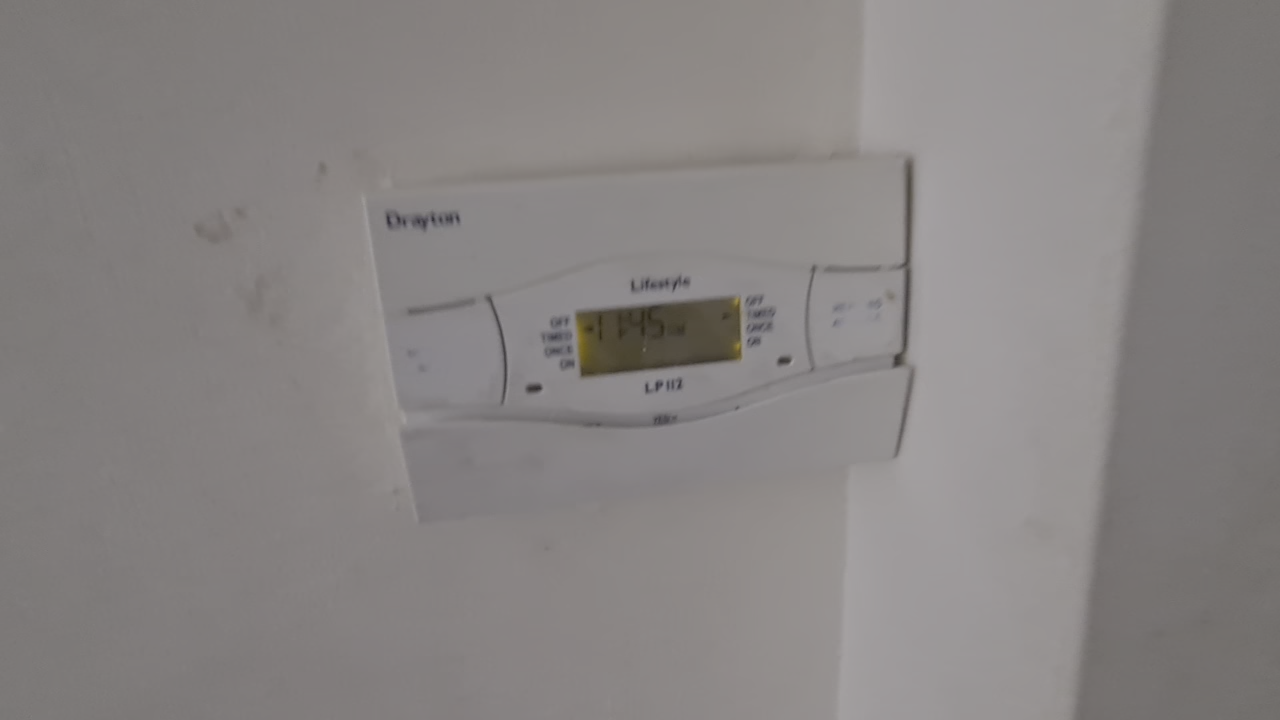 Drayton
Lifestyle
OFF
TIMED
ONCE
ON
11:45
OFF
TIMED
ONCE
ON
LP112